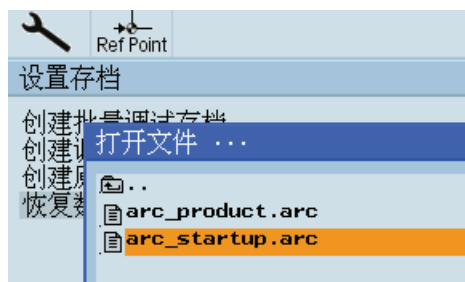 Ref Point
设置存档
创建批量调试存档
创建
创建
恢复
打开文件 ...
..
arc_product.arc
arc_startup.arc